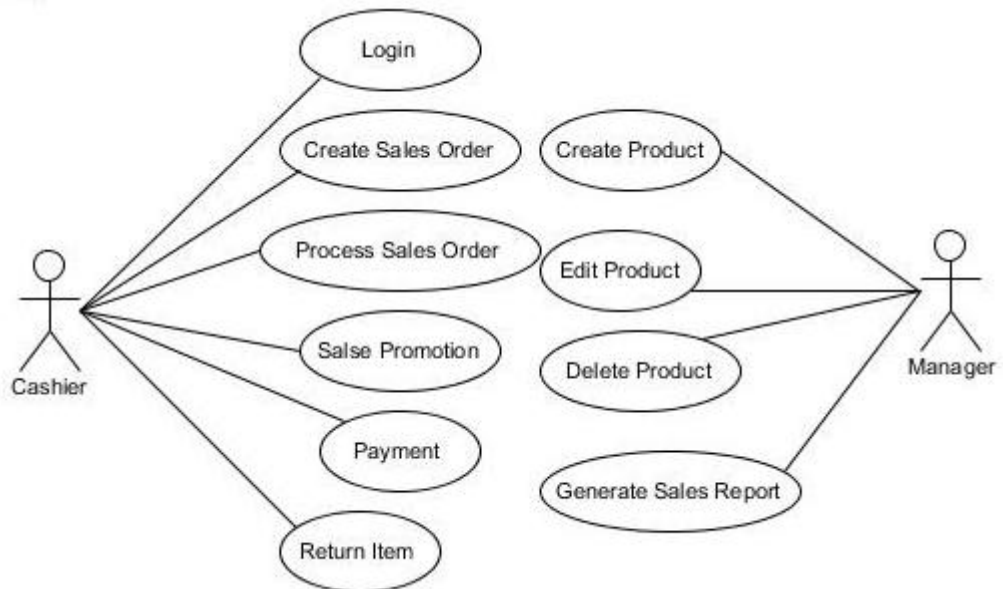 Login
Create Sales Order
Create Product
Process Sales Order
Edit Product
Salse Promotion
Delete Product
Cashier
Manager
Payment
Generate Sales Report
Return Item